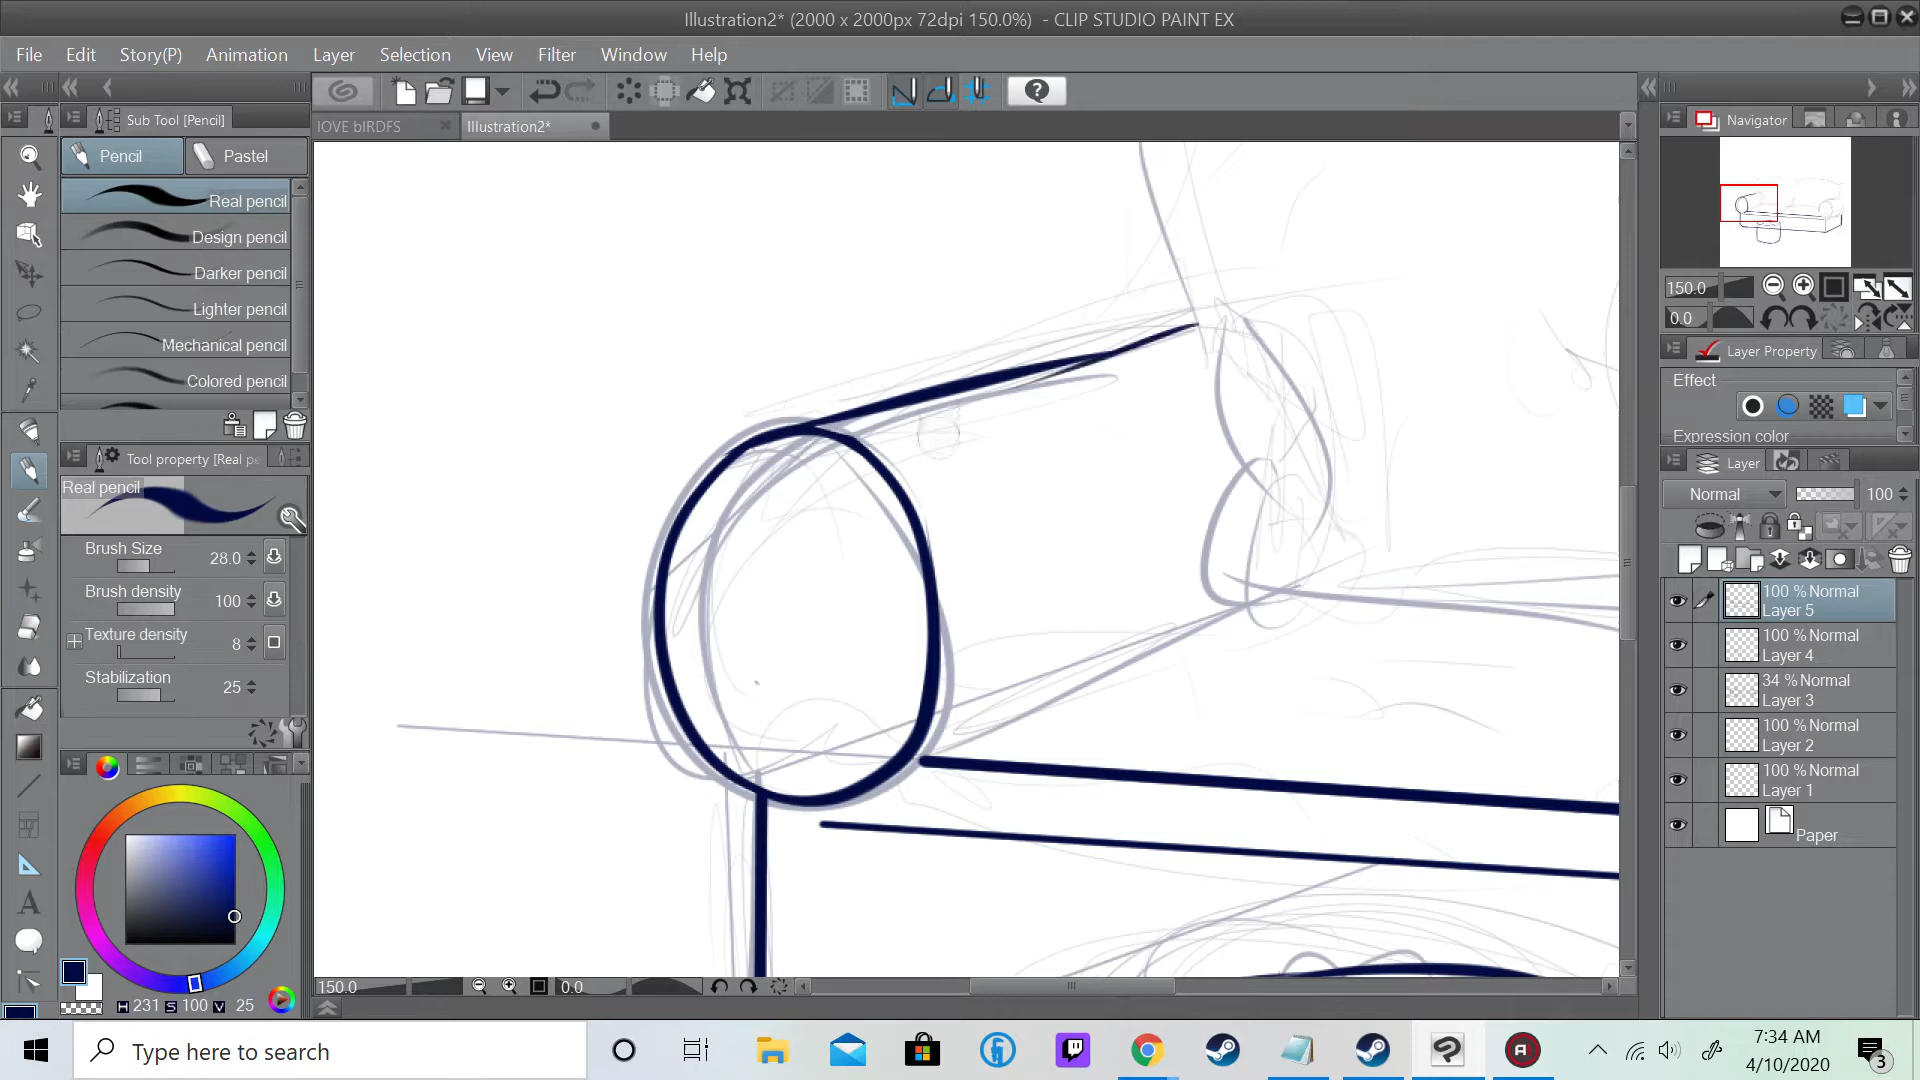 Illustration2* (2000 x 2000px 72dpi 150.0%) - CLIP STUDIO PAINT EX
File Edit Story(P) Animation Layer Selection View Filter Window Help
Sub Tool [Pencil]
IOVE bIRDFS Illustration2*
Pencil Pastel
Real pencil
Design pencil
Darker pencil
Lighter pencil
Mechanical pencil
Colored pencil
Tool property [Real pe
Real pencil
Brush Size 28.0
Brush density 100
Texture density 8
Stabilization 25
H 231 S 100 V 25
150.0 0.0
Navigator
150.0
0.0
Layer Property
Effect
Expression color
Layer
Normal 100
100 % Normal
Layer 5
100 % Normal
Layer 4
34 % Normal
Layer 3
100 % Normal
Layer 2
100 % Normal
Layer 1
Paper
Type here to search
7:34 AM
4/10/2020
3